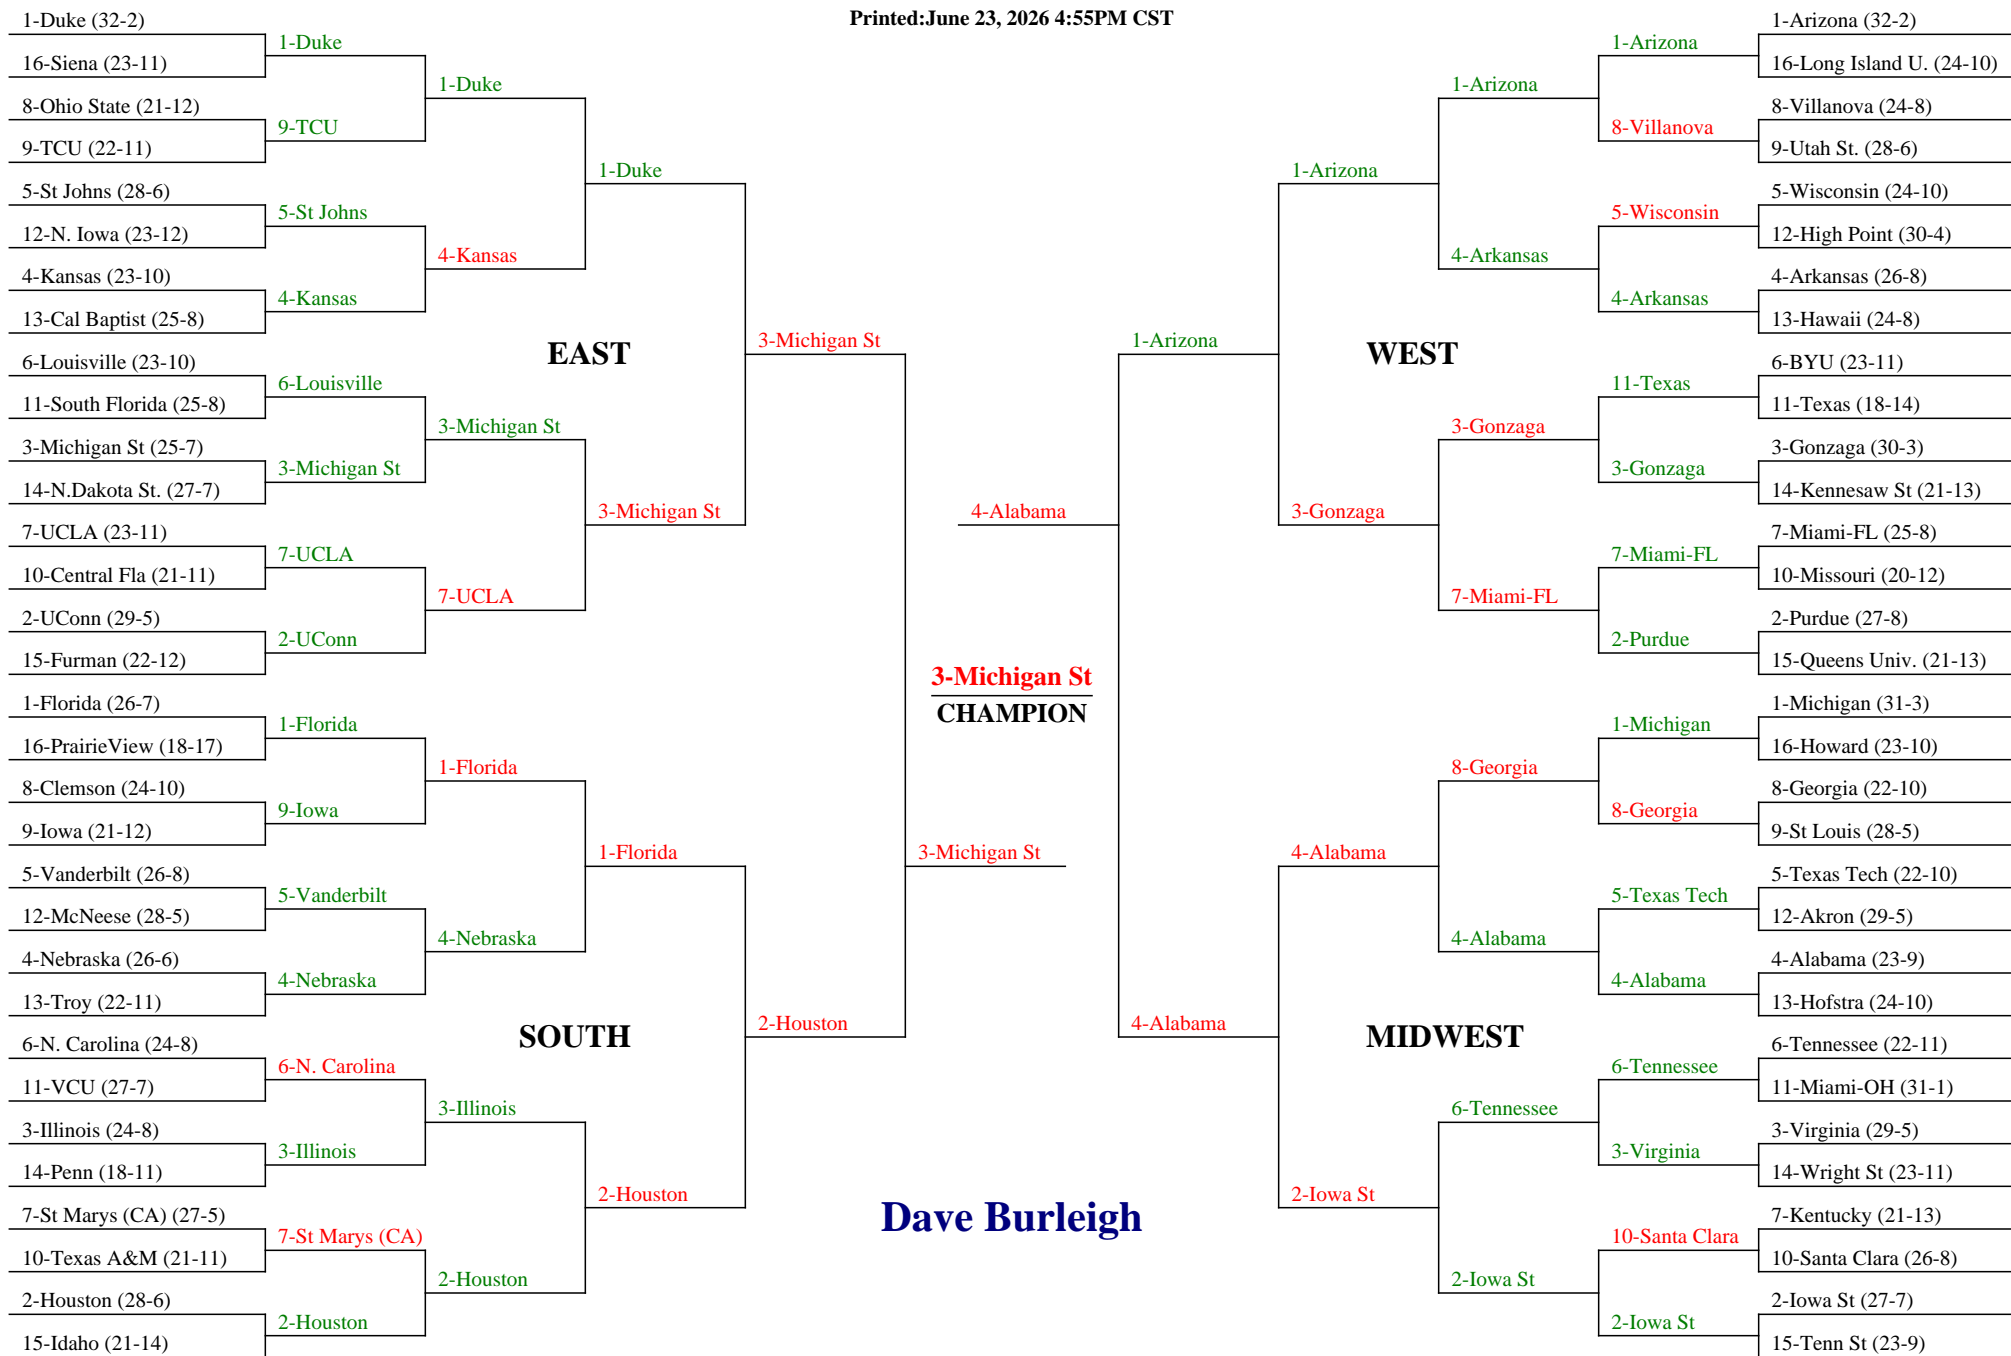 Printed:June 23, 2026 4:55PM CST
1-Duke (32-2)
16-Siena (23-11)
8-Ohio State (21-12)
9-TCU (22-11)
5-St Johns (28-6)
12-N. Iowa (23-12)
4-Kansas (23-10)
13-Cal Baptist (25-8)
6-Louisville (23-10)
11-South Florida (25-8)
3-Michigan St (25-7)
14-N.Dakota St. (27-7)
7-UCLA (23-11)
10-Central Fla (21-11)
2-UConn (29-5)
15-Furman (22-12)
1-Florida (26-7)
16-PrairieView (18-17)
8-Clemson (24-10)
9-Iowa (21-12)
5-Vanderbilt (26-8)
12-McNeese (28-5)
4-Nebraska (26-6)
13-Troy (22-11)
6-N. Carolina (24-8)
11-VCU (27-7)
3-Illinois (24-8)
14-Penn (18-11)
7-St Marys (CA) (27-5)
10-Texas A&M (21-11)
2-Houston (28-6)
15-Idaho (21-14)
1-Duke
9-TCU
5-St Johns
4-Kansas
6-Louisville
3-Michigan St
7-UCLA
2-UConn
1-Florida
9-Iowa
5-Vanderbilt
4-Nebraska
6-N. Carolina
3-Illinois
7-St Marys (CA)
2-Houston
1-Duke
4-Kansas
3-Michigan St
7-UCLA
1-Florida
4-Nebraska
3-Illinois
2-Houston
EAST
SOUTH
1-Duke
3-Michigan St
1-Florida
2-Houston
3-Michigan St
2-Houston
3-Michigan St
4-Alabama
3-Michigan St
CHAMPION
Dave Burleigh
1-Arizona
4-Alabama
1-Arizona
3-Gonzaga
4-Alabama
2-Iowa St
WEST
MIDWEST
1-Arizona
4-Arkansas
3-Gonzaga
7-Miami-FL
8-Georgia
4-Alabama
6-Tennessee
2-Iowa St
1-Arizona
8-Villanova
5-Wisconsin
4-Arkansas
11-Texas
3-Gonzaga
7-Miami-FL
2-Purdue
1-Michigan
8-Georgia
5-Texas Tech
4-Alabama
6-Tennessee
3-Virginia
10-Santa Clara
2-Iowa St
1-Arizona (32-2)
16-Long Island U. (24-10)
8-Villanova (24-8)
9-Utah St. (28-6)
5-Wisconsin (24-10)
12-High Point (30-4)
4-Arkansas (26-8)
13-Hawaii (24-8)
6-BYU (23-11)
11-Texas (18-14)
3-Gonzaga (30-3)
14-Kennesaw St (21-13)
7-Miami-FL (25-8)
10-Missouri (20-12)
2-Purdue (27-8)
15-Queens Univ. (21-13)
1-Michigan (31-3)
16-Howard (23-10)
8-Georgia (22-10)
9-St Louis (28-5)
5-Texas Tech (22-10)
12-Akron (29-5)
4-Alabama (23-9)
13-Hofstra (24-10)
6-Tennessee (22-11)
11-Miami-OH (31-1)
3-Virginia (29-5)
14-Wright St (23-11)
7-Kentucky (21-13)
10-Santa Clara (26-8)
2-Iowa St (27-7)
15-Tenn St (23-9)